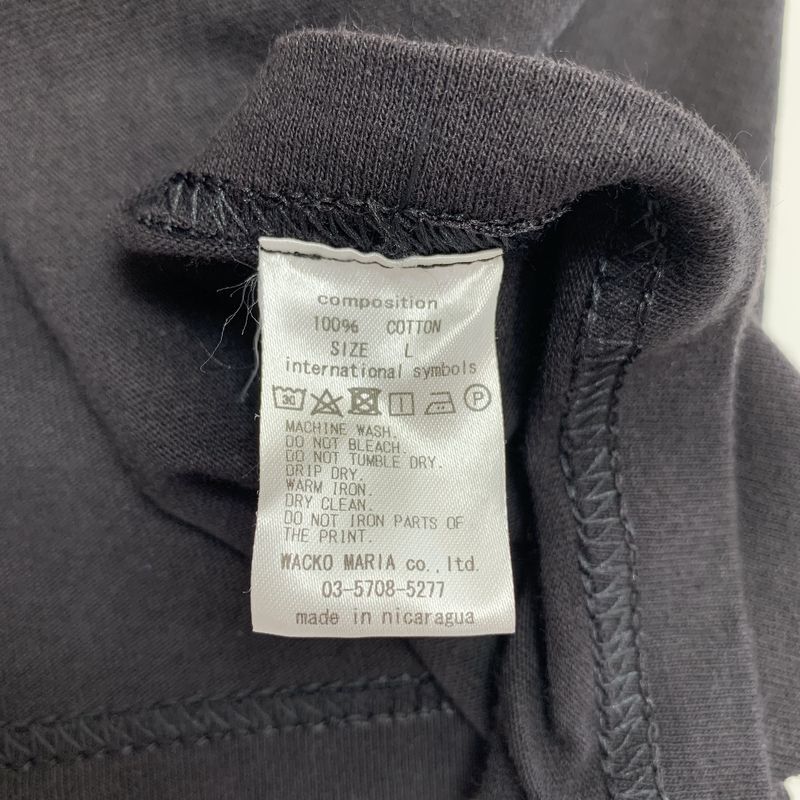 composition
100% COTTON
SIZE L
international symbols
30 P
MACHINE WASH.
DO NOT BLEACH.
DO NOT TUMBLE DRY.
DRIP DRY.
WARM IRON.
DRY CLEAN.
DO NOT IRON PARTS OF
THE PRINT.
WACKO MARIA co.,ltd.
03-5708-5277
made in nicaragua